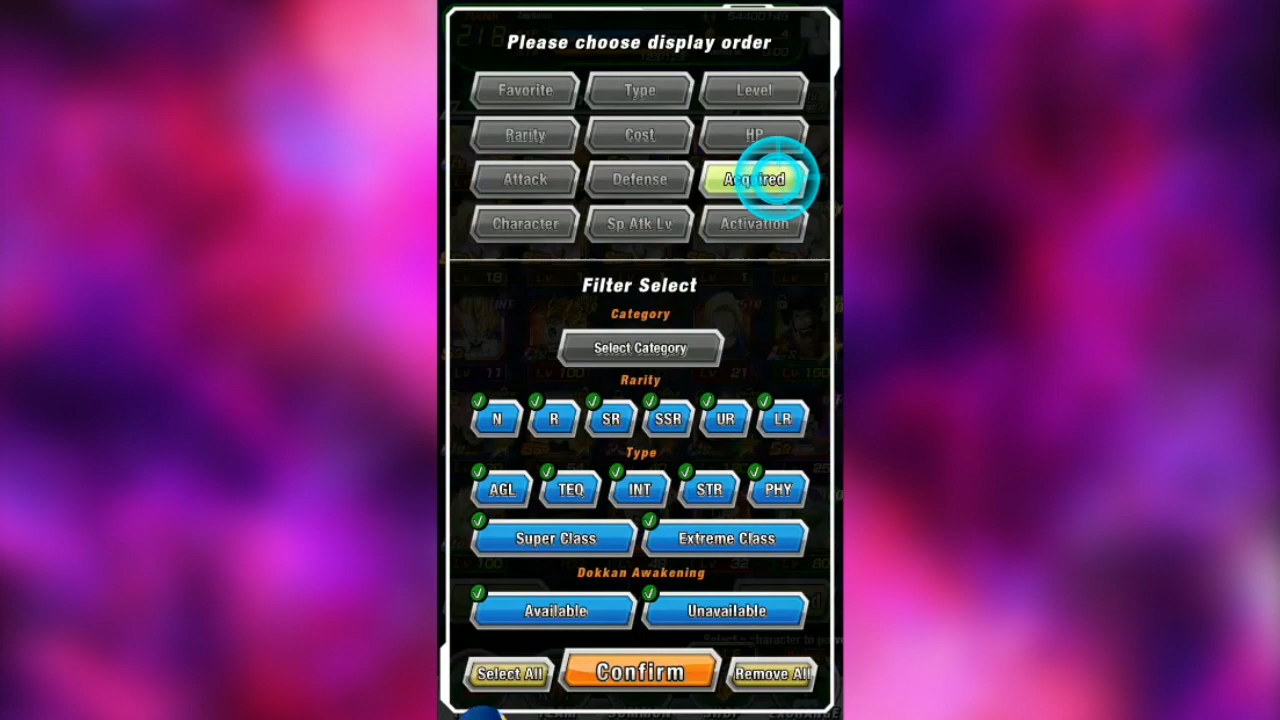 Please choose display order
Favorite Type Level
Rarity Cost HP
Attack Defense Acquired
Character Sp Atk Lv Activation
Filter Select
Category
Select Category
Rarity
N R SR SSR UR LR
Type
AGL TEQ INT STR PHY
Super Class Extreme Class
Dokkan Awakening
Available Unavailable
Select All Confirm Remove All